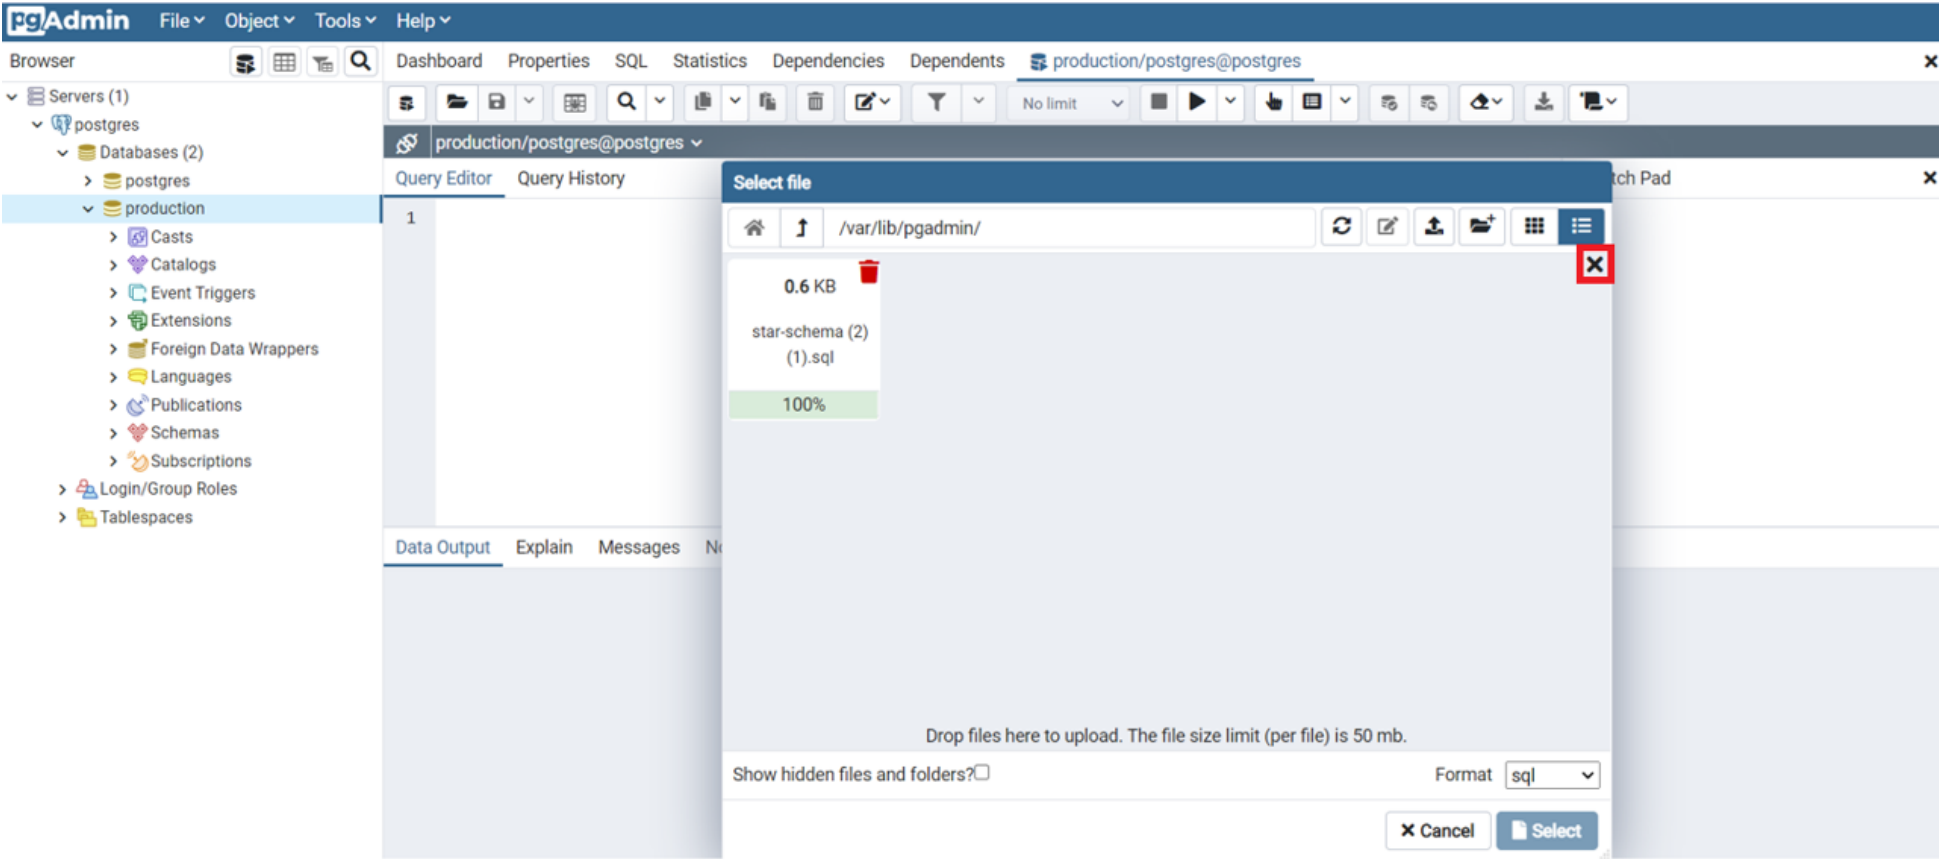 pgAdmin File Object Tools Help
Browser
Dashboard Properties SQL Statistics Dependencies Dependents production/postgres@postgres
Servers (1)
postgres
Databases (2)
postgres
production
Casts
Catalogs
Event Triggers
Extensions
Foreign Data Wrappers
Languages
Publications
Schemas
Subscriptions
Login/Group Roles
Tablespaces
No limit
production/postgres@postgres
Query Editor Query History
tch Pad
1
Select file
/var/lib/pgadmin/
0.6 KB
star-schema (2)
(1).sql
100%
Drop files here to upload. The file size limit (per file) is 50 mb.
Show hidden files and folders?
Format sql
Cancel Select
Data Output Explain Messages